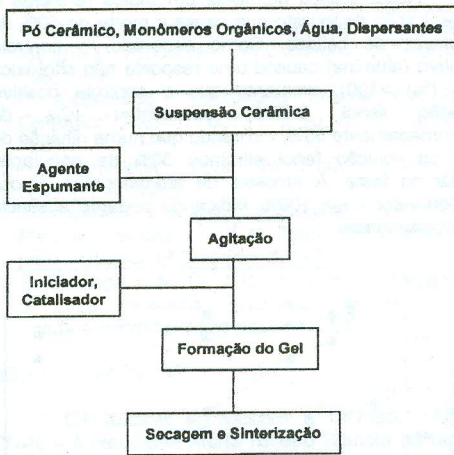 Pó Cerâmico, Monômeros Orgânicos, Água, Dispersantes
Suspensão Cerâmica
Agente
Espumante
Agitação
Iniciador,
Catalisador
Formação do Gel
Secagem e Sinterização